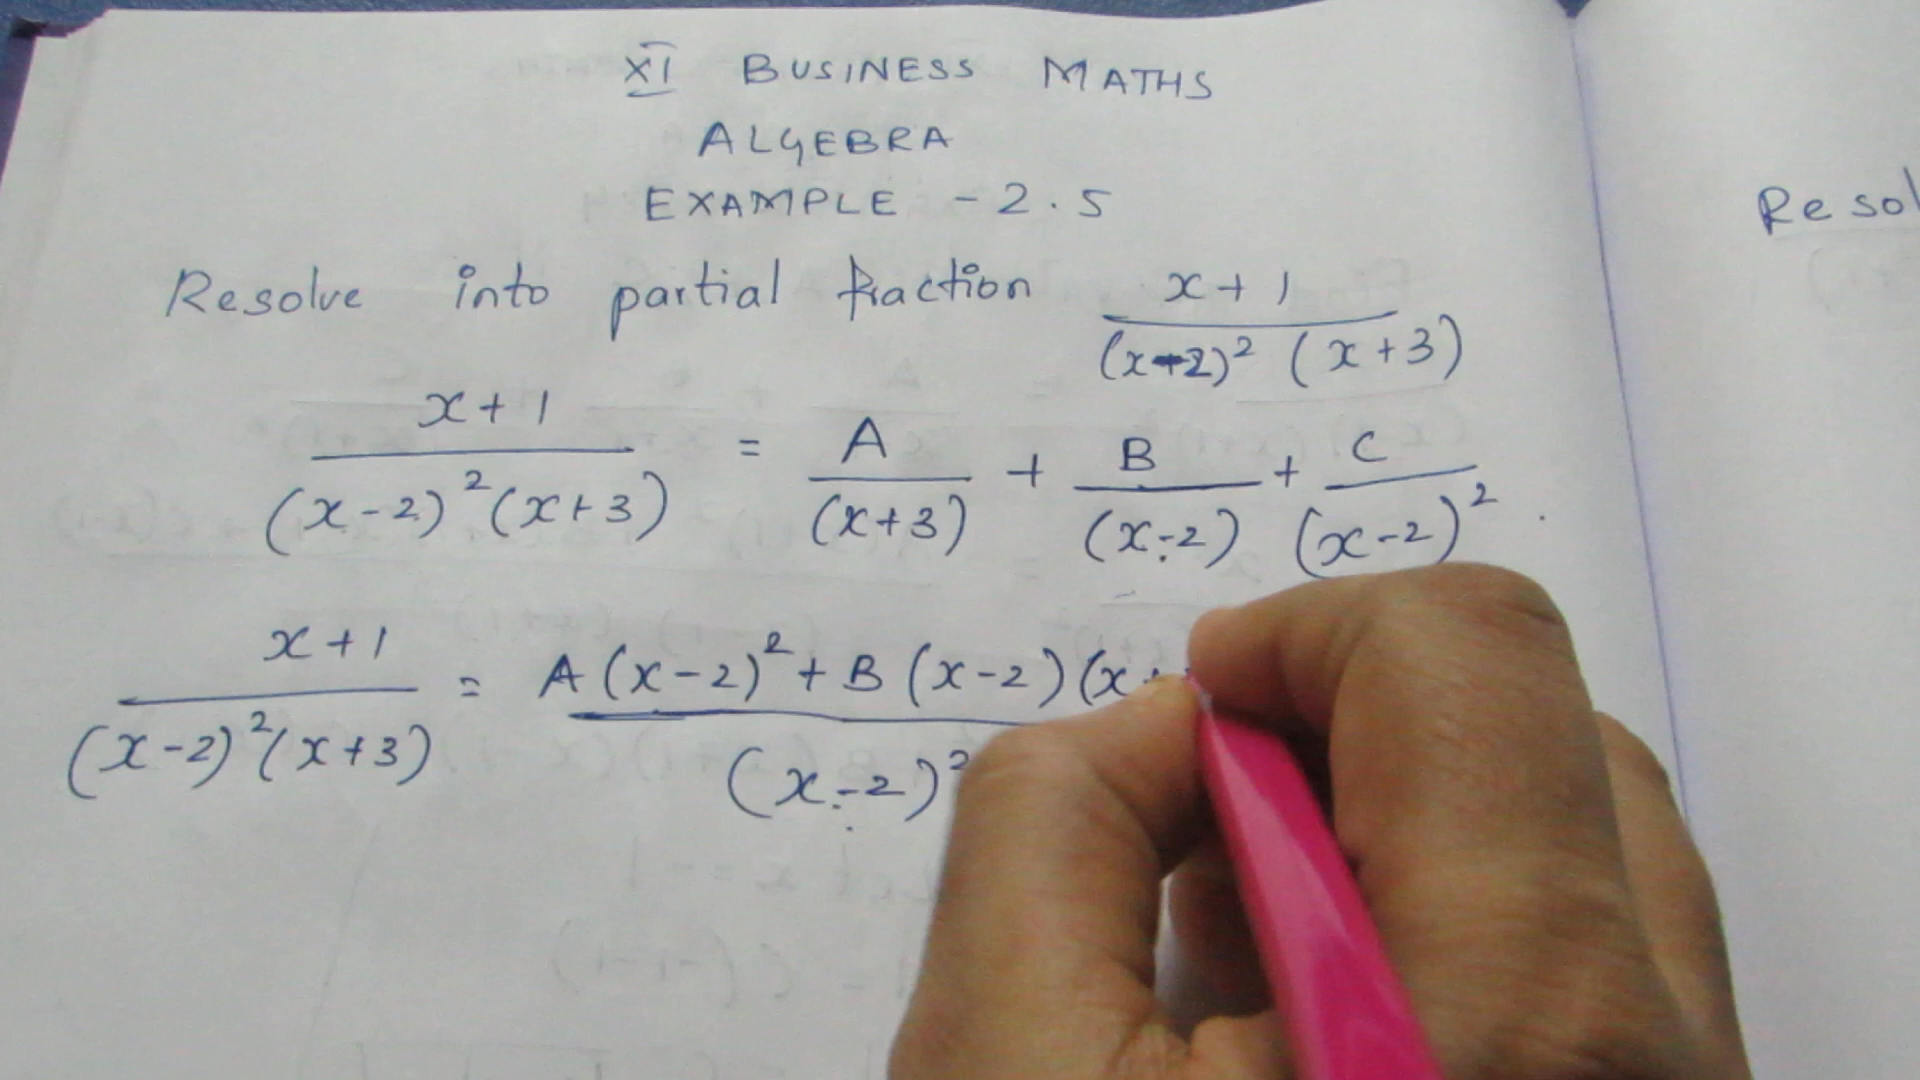 XI BUSINESS MATHS
ALGEBRA
EXAMPLE - 2.5
Resolve into partial fraction x+1 / (x-2)² (x+3)
x+1 / (x-2)²(x+3) = A / (x+3) + B / (x-2) + C / (x-2)²
x+1 / (x-2)²(x+3) = A(x-2)² + B(x-2)(x+ / (x-2)²
Resol